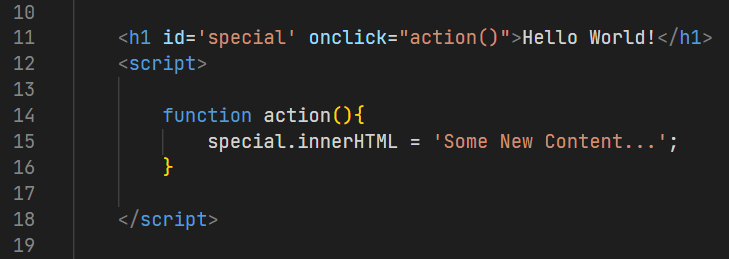 10
11 <h1 id='special' onclick="action()">Hello World!</h1>
12 <script>
13
14 function action(){
15 special.innerHTML = 'Some New Content...';
16 }
17
18 </script>
19